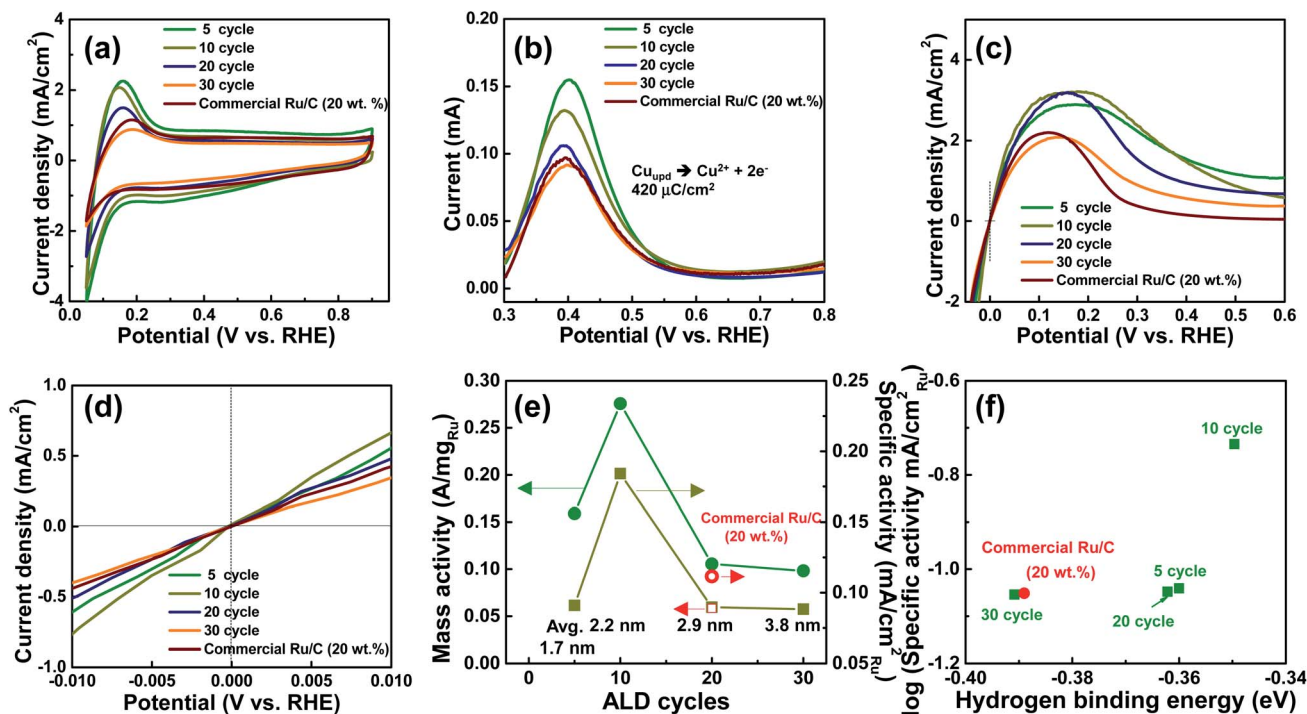 (a)
5 cycle
10 cycle
20 cycle
30 cycle
Commercial Ru/C (20 wt. %)
Current density (mA/cm²)
4
2
0
-2
-4
0.0 0.2 0.4 0.6 0.8
Potential (V vs. RHE)
(b)
5 cycle
10 cycle
20 cycle
30 cycle
Commercial Ru/C (20 wt. %)
Cu_upd → Cu²⁺ + 2e⁻
420 μC/cm²
Current (mA)
0.20
0.15
0.10
0.05
0.00
0.3 0.4 0.5 0.6 0.7 0.8
Potential (V vs. RHE)
(c)
5 cycle
10 cycle
20 cycle
30 cycle
Commercial Ru/C (20 wt. %)
Current density (mA/cm²)
4
2
0
-2
0.0 0.1 0.2 0.3 0.4 0.5 0.6
Potential (V vs. RHE)
(d)
5 cycle
10 cycle
20 cycle
30 cycle
Commercial Ru/C (20 wt. %)
Current density (mA/cm²)
1.0
0.5
0.0
-0.5
-1.0
-0.010 -0.005 0.000 0.005 0.010
Potential (V vs. RHE)
(e)
Mass activity (A/mg_Ru)
0.30
0.25
0.20
0.15
0.10
0.05
0.00
Commercial Ru/C
(20 wt.%)
Avg. 2.2 nm 2.9 nm 3.8 nm
1.7 nm
0 10 20 30
ALD cycles
0.25
0.20
0.15
0.10
0.05
Specific activity (mA/cm²_Ru)
(f)
log (Specific activity mA/cm²_Ru)
-0.6
-0.8
-1.0
-1.2
10 cycle
Commercial Ru/C
(20 wt.%)
5 cycle
30 cycle
20 cycle
-0.40 -0.38 -0.36 -0.34
Hydrogen binding energy (eV)